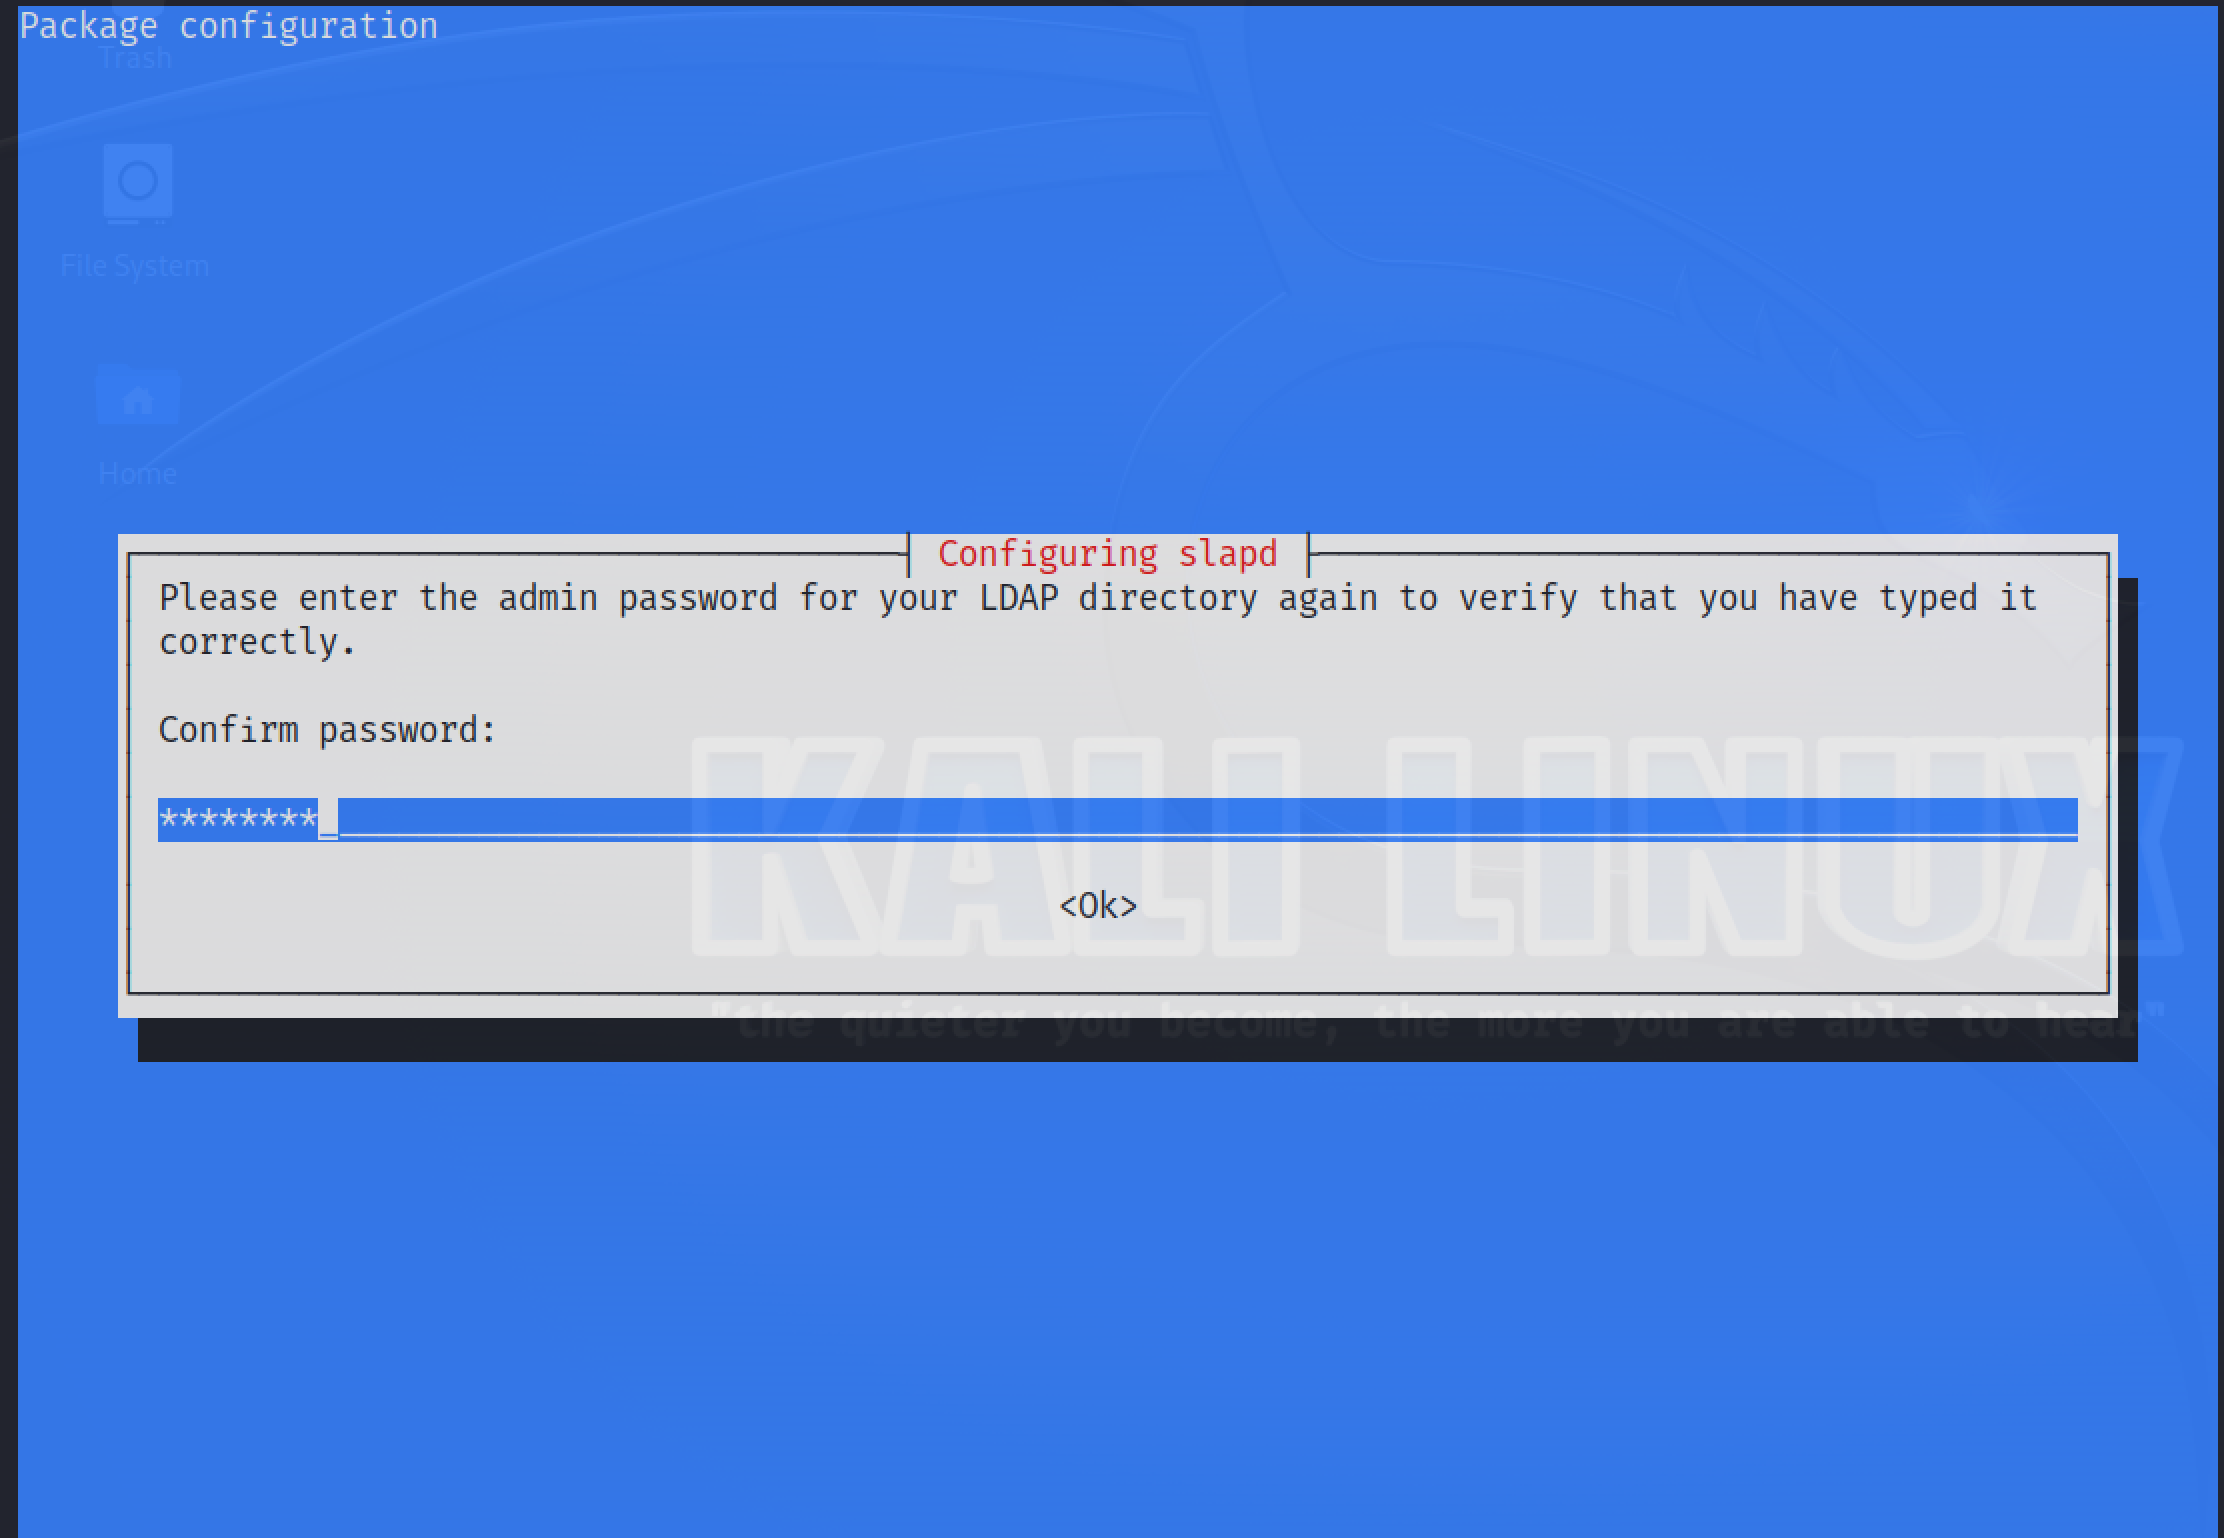 Package configuration
Trash
File System
Home
Configuring slapd
Please enter the admin password for your LDAP directory again to verify that you have typed it
correctly.
Confirm password:
********_
<Ok>
KALI LINUX
"the quieter you become, the more you are able to hear"